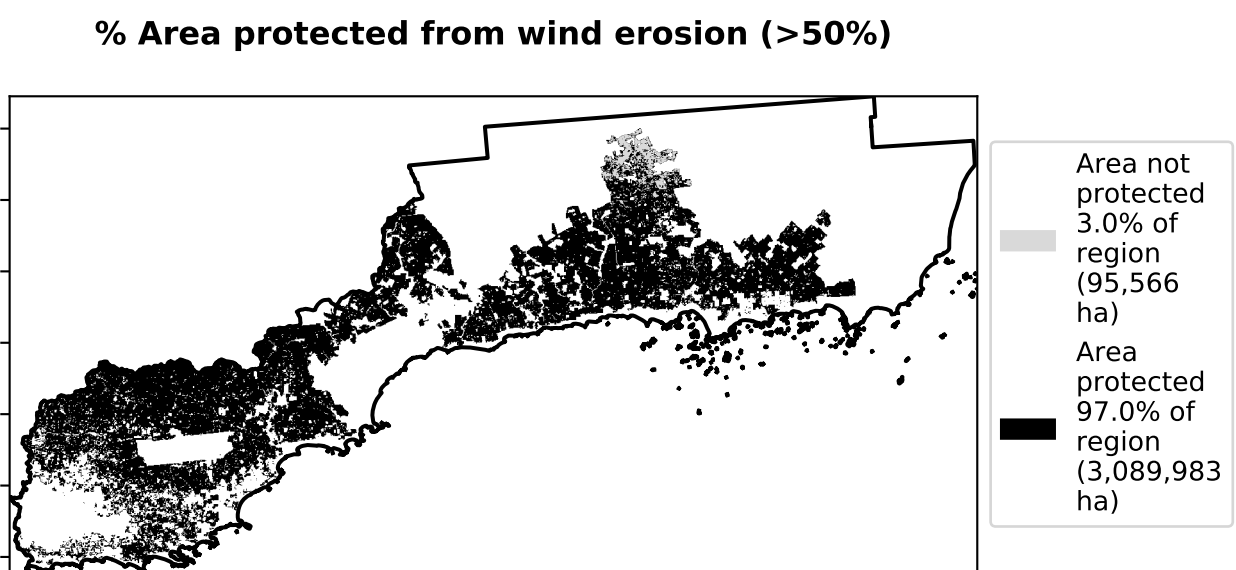 % Area protected from wind erosion (>50%)
Area not
protected
3.0% of
region
(95,566
ha)
Area
protected
97.0% of
region
(3,089,983
ha)